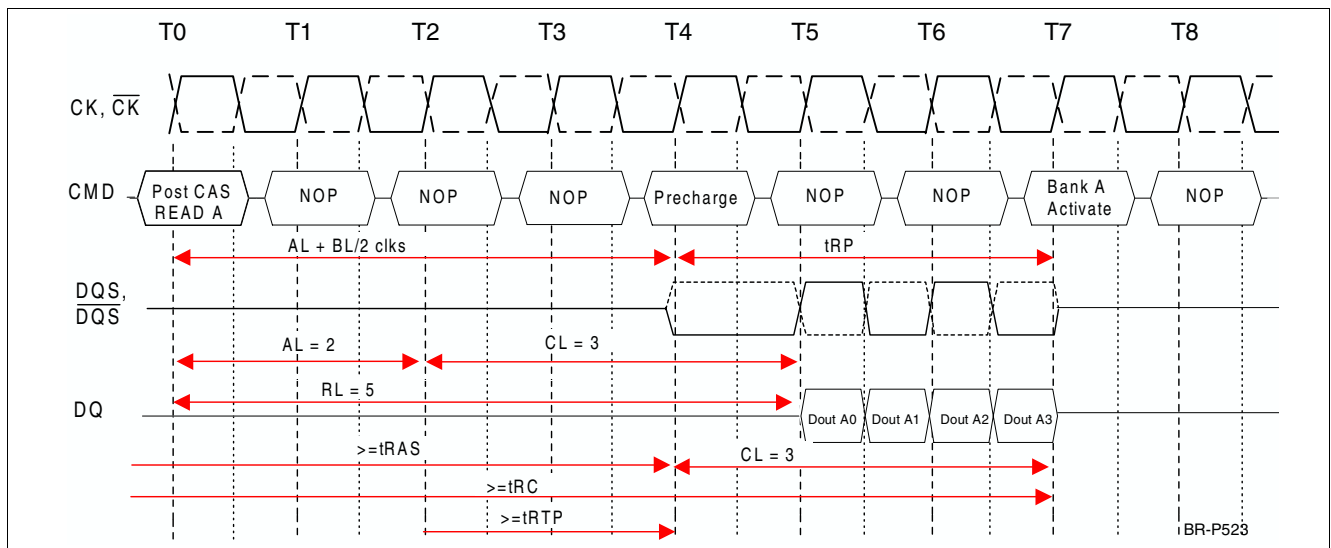 T0 T1 T2 T3 T4 T5 T6 T7 T8
CK, CK
CMD Post CAS READ A NOP NOP NOP Precharge NOP NOP Bank A Activate NOP
AL + BL/2 clks tRP
DQS,
DQS
AL = 2 CL = 3
RL = 5
DQ Dout A0 Dout A1 Dout A2 Dout A3
>=tRAS CL = 3
>=tRC
>=tRTP
BR-P523